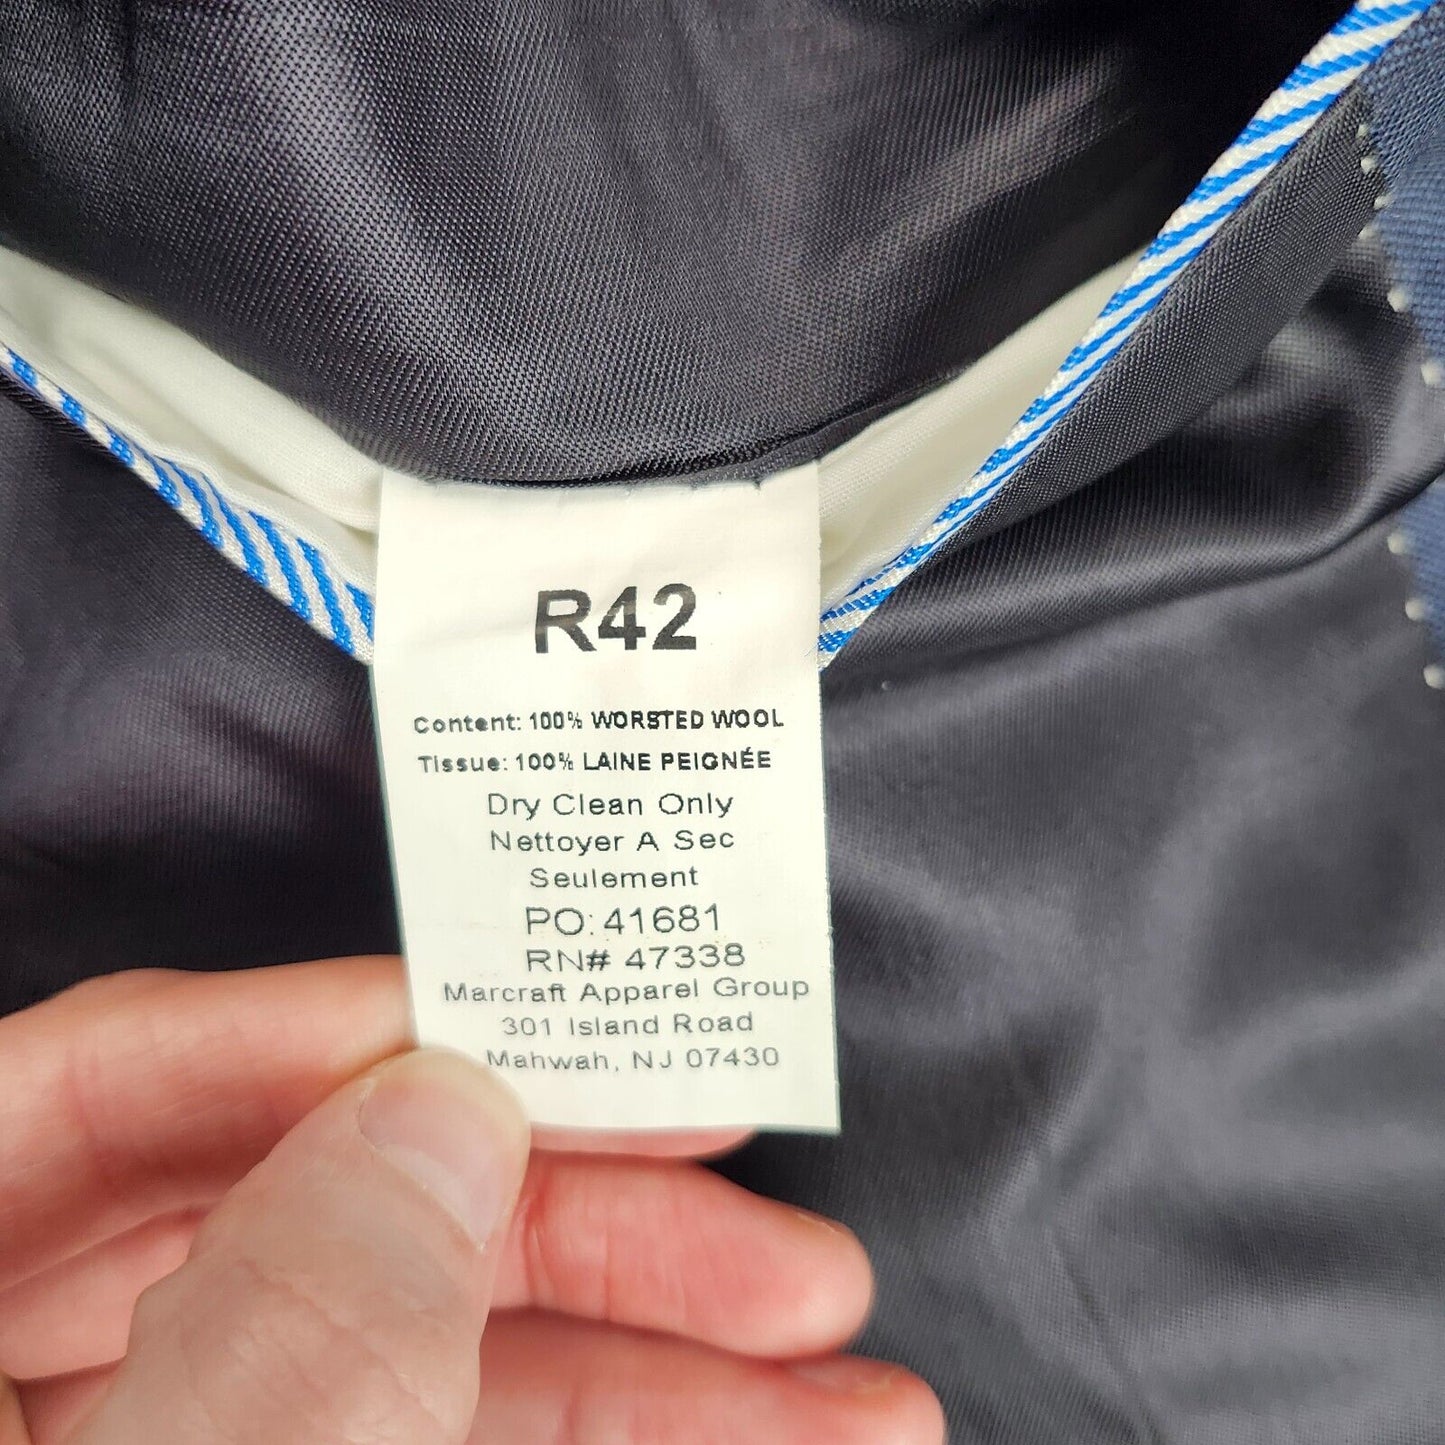 R42
Content: 100% WORSTED WOOL
Tissue: 100% LAINE PEIGNÉE
Dry Clean Only
Nettoyer A Sec
Seulement
PO: 41681
RN# 47338
Marcraft Apparel Group
301 Island Road
Mahwah, NJ 07430